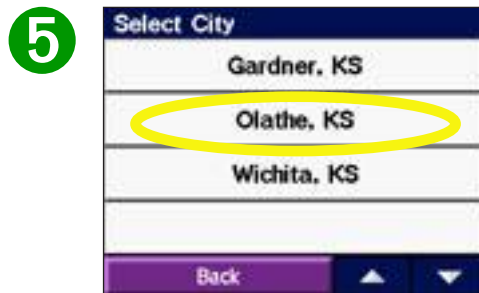 5
Select City
Gardner, KS
Olathe, KS
Wichita, KS
Back